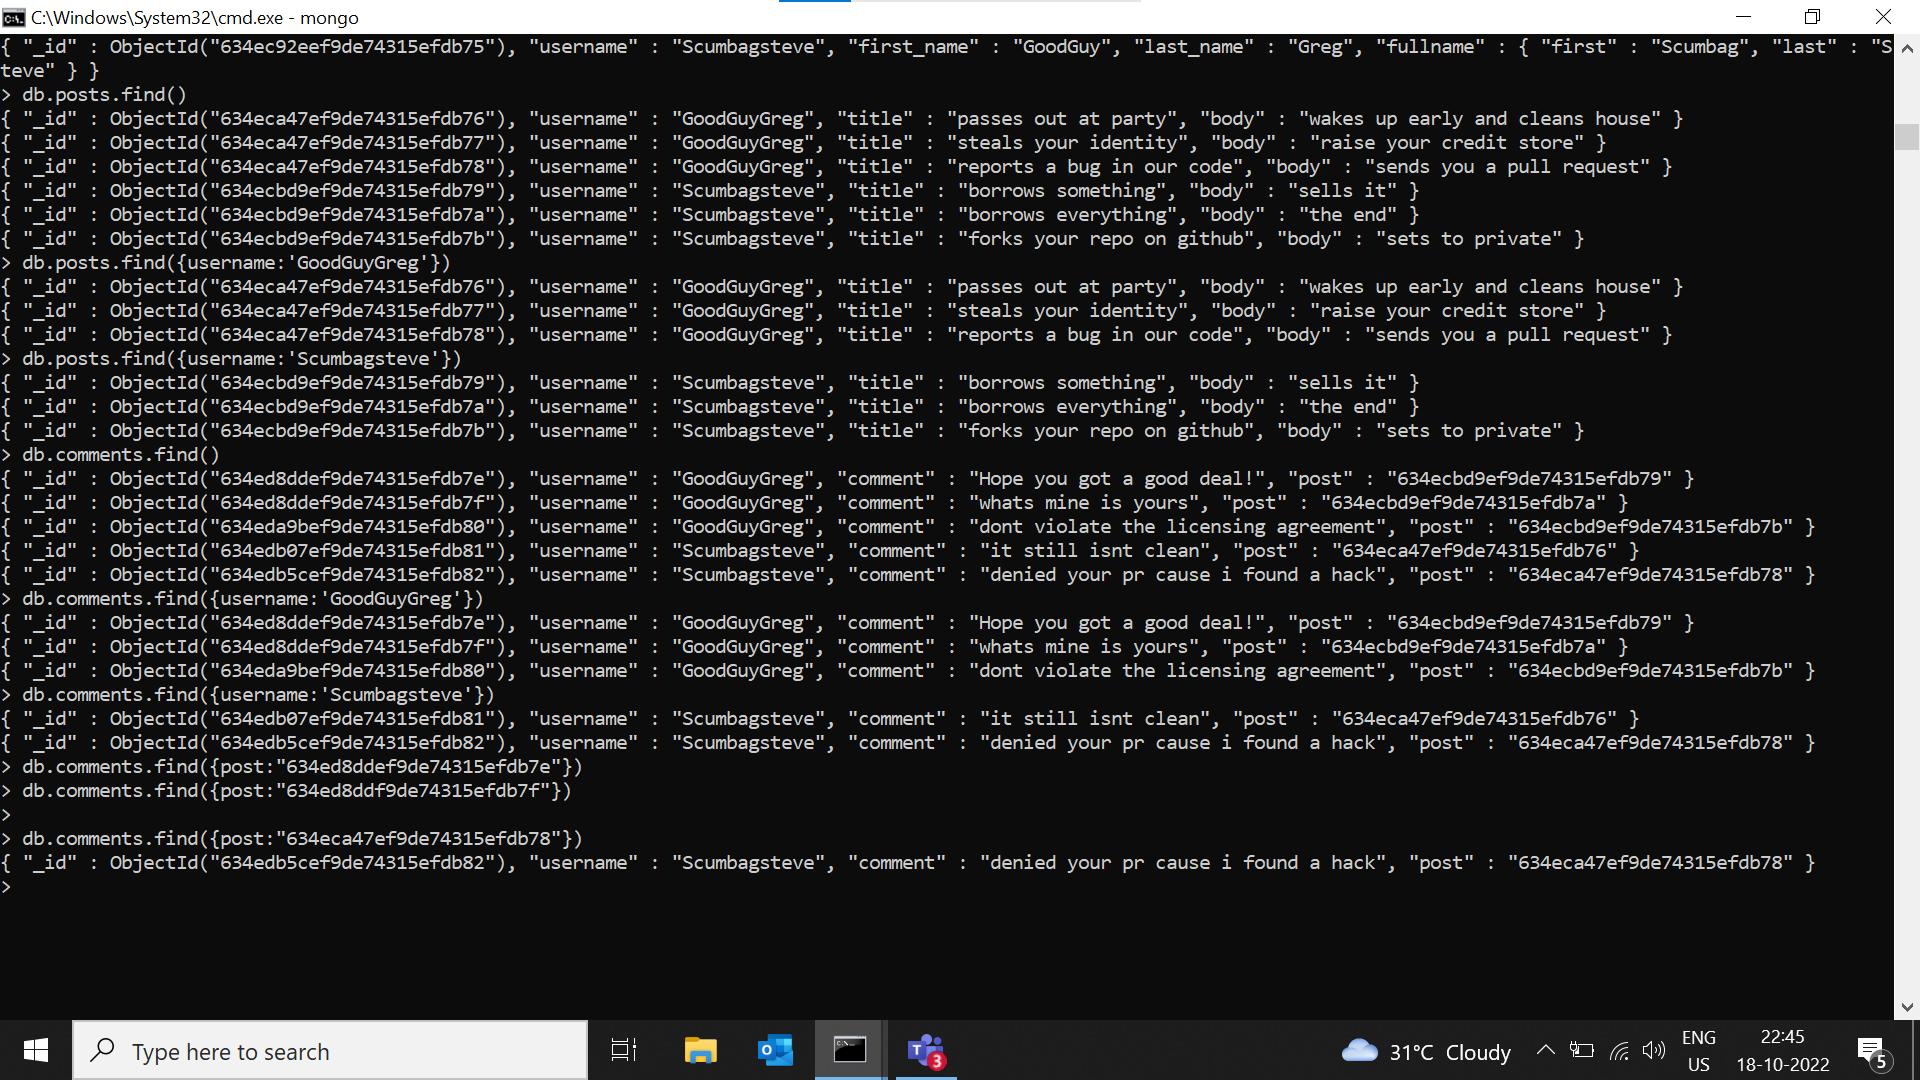 C:\Windows\System32\cmd.exe - mongo
{ "_id" : ObjectId("634ec92eef9de74315efdb75"), "username" : "Scumbagsteve", "first_name" : "GoodGuy", "last_name" : "Greg", "fullname" : { "first" : "Scumbag", "last" : "S
teve" } }
> db.posts.find()
{ "_id" : ObjectId("634eca47ef9de74315efdb76"), "username" : "GoodGuyGreg", "title" : "passes out at party", "body" : "wakes up early and cleans house" }
{ "_id" : ObjectId("634eca47ef9de74315efdb77"), "username" : "GoodGuyGreg", "title" : "steals your identity", "body" : "raise your credit store" }
{ "_id" : ObjectId("634eca47ef9de74315efdb78"), "username" : "GoodGuyGreg", "title" : "reports a bug in our code", "body" : "sends you a pull request" }
{ "_id" : ObjectId("634ecbd9ef9de74315efdb79"), "username" : "Scumbagsteve", "title" : "borrows something", "body" : "sells it" }
{ "_id" : ObjectId("634ecbd9ef9de74315efdb7a"), "username" : "Scumbagsteve", "title" : "borrows everything", "body" : "the end" }
{ "_id" : ObjectId("634ecbd9ef9de74315efdb7b"), "username" : "Scumbagsteve", "title" : "forks your repo on github", "body" : "sets to private" }
> db.posts.find({username:'GoodGuyGreg'})
{ "_id" : ObjectId("634eca47ef9de74315efdb76"), "username" : "GoodGuyGreg", "title" : "passes out at party", "body" : "wakes up early and cleans house" }
{ "_id" : ObjectId("634eca47ef9de74315efdb77"), "username" : "GoodGuyGreg", "title" : "steals your identity", "body" : "raise your credit store" }
{ "_id" : ObjectId("634eca47ef9de74315efdb78"), "username" : "GoodGuyGreg", "title" : "reports a bug in our code", "body" : "sends you a pull request" }
> db.posts.find({username:'Scumbagsteve'})
{ "_id" : ObjectId("634ecbd9ef9de74315efdb79"), "username" : "Scumbagsteve", "title" : "borrows something", "body" : "sells it" }
{ "_id" : ObjectId("634ecbd9ef9de74315efdb7a"), "username" : "Scumbagsteve", "title" : "borrows everything", "body" : "the end" }
{ "_id" : ObjectId("634ecbd9ef9de74315efdb7b"), "username" : "Scumbagsteve", "title" : "forks your repo on github", "body" : "sets to private" }
> db.comments.find()
{ "_id" : ObjectId("634ed8ddef9de74315efdb7e"), "username" : "GoodGuyGreg", "comment" : "Hope you got a good deal!", "post" : "634ecbd9ef9de74315efdb79" }
{ "_id" : ObjectId("634ed8ddef9de74315efdb7f"), "username" : "GoodGuyGreg", "comment" : "whats mine is yours", "post" : "634ecbd9ef9de74315efdb7a" }
{ "_id" : ObjectId("634eda9bef9de74315efdb80"), "username" : "GoodGuyGreg", "comment" : "dont violate the licensing agreement", "post" : "634ecbd9ef9de74315efdb7b" }
{ "_id" : ObjectId("634edb07ef9de74315efdb81"), "username" : "Scumbagsteve", "comment" : "it still isnt clean", "post" : "634eca47ef9de74315efdb76" }
{ "_id" : ObjectId("634edb5cef9de74315efdb82"), "username" : "Scumbagsteve", "comment" : "denied your pr cause i found a hack", "post" : "634eca47ef9de74315efdb78" }
> db.comments.find({username:'GoodGuyGreg'})
{ "_id" : ObjectId("634ed8ddef9de74315efdb7e"), "username" : "GoodGuyGreg", "comment" : "Hope you got a good deal!", "post" : "634ecbd9ef9de74315efdb79" }
{ "_id" : ObjectId("634ed8ddef9de74315efdb7f"), "username" : "GoodGuyGreg", "comment" : "whats mine is yours", "post" : "634ecbd9ef9de74315efdb7a" }
{ "_id" : ObjectId("634eda9bef9de74315efdb80"), "username" : "GoodGuyGreg", "comment" : "dont violate the licensing agreement", "post" : "634ecbd9ef9de74315efdb7b" }
> db.comments.find({username:'Scumbagsteve'})
{ "_id" : ObjectId("634edb07ef9de74315efdb81"), "username" : "Scumbagsteve", "comment" : "it still isnt clean", "post" : "634eca47ef9de74315efdb76" }
{ "_id" : ObjectId("634edb5cef9de74315efdb82"), "username" : "Scumbagsteve", "comment" : "denied your pr cause i found a hack", "post" : "634eca47ef9de74315efdb78" }
> db.comments.find({post:"634ed8ddef9de74315efdb7e"})
> db.comments.find({post:"634ed8ddf9de74315efdb7f"})
>
> db.comments.find({post:"634eca47ef9de74315efdb78"})
{ "_id" : ObjectId("634edb5cef9de74315efdb82"), "username" : "Scumbagsteve", "comment" : "denied your pr cause i found a hack", "post" : "634eca47ef9de74315efdb78" }
>
Type here to search
T 3
31°C Cloudy
ENG
US
22:45
18-10-2022
5